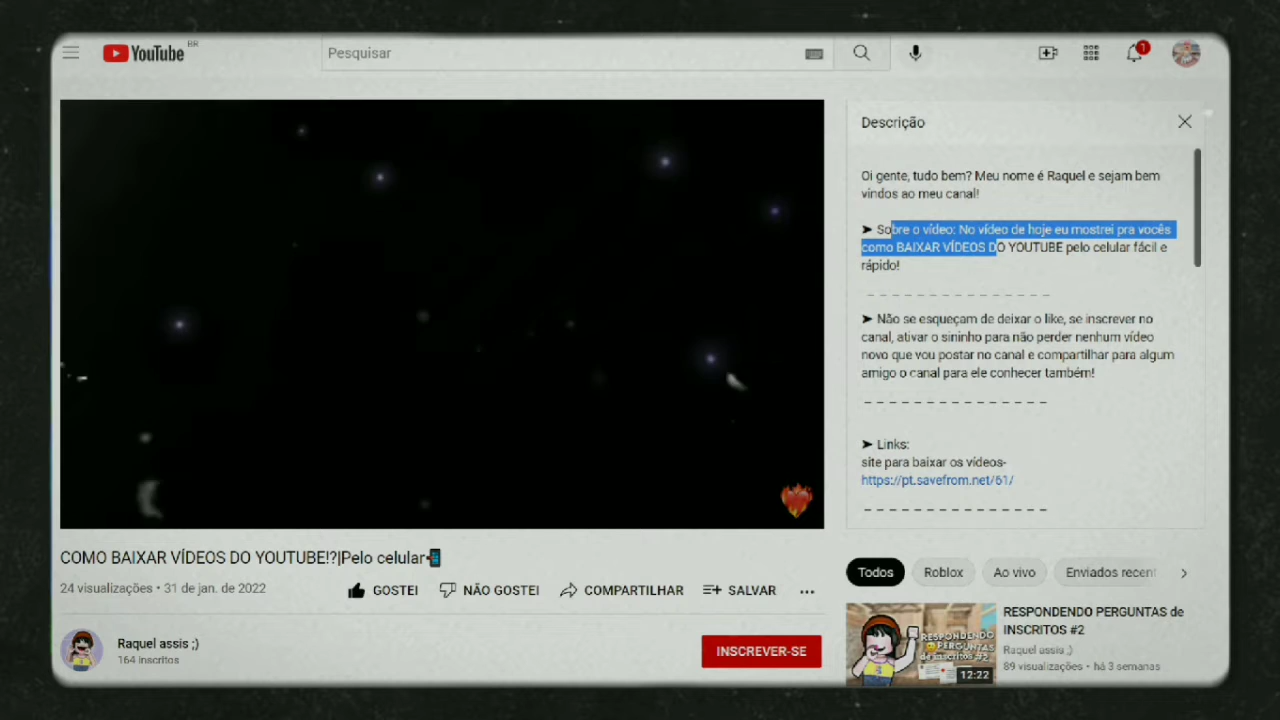 YouTube BR
Pesquisar
1
Descrição
Oi gente, tudo bem? Meu nome é Raquel e sejam bem
vindos ao meu canal!
➤ Sobre o vídeo: No vídeo de hoje eu mostrei pra vocês
como BAIXAR VÍDEOS DO YOUTUBE pelo celular fácil e
rápido!
_ _ _ _ _ _ _ _ _ _ _ _ _ _ _
➤ Não se esqueçam de deixar o like, se inscrever no
canal, ativar o sininho para não perder nenhum vídeo
novo que vou postar no canal e compartilhar para algum
amigo o canal para ele conhecer também!
_ _ _ _ _ _ _ _ _ _ _ _ _ _ _
➤ Links:
site para baixar os vídeos-
https://pt.savefrom.net/61/
_ _ _ _ _ _ _ _ _ _ _ _ _ _ _
COMO BAIXAR VÍDEOS DO YOUTUBE!?|Pelo celular📲
24 visualizações • 31 de jan. de 2022
GOSTEI
NÃO GOSTEI
COMPARTILHAR
SALVAR
...
Raquel assis ;)
164 inscritos
INSCREVER-SE
Todos
Roblox
Ao vivo
Enviados recent
RESPONDENDO
PERGUNTAS
de inscritos #2
12:22
RESPONDENDO PERGUNTAS de
INSCRITOS #2
Raquel assis ;)
89 visualizações • há 3 semanas